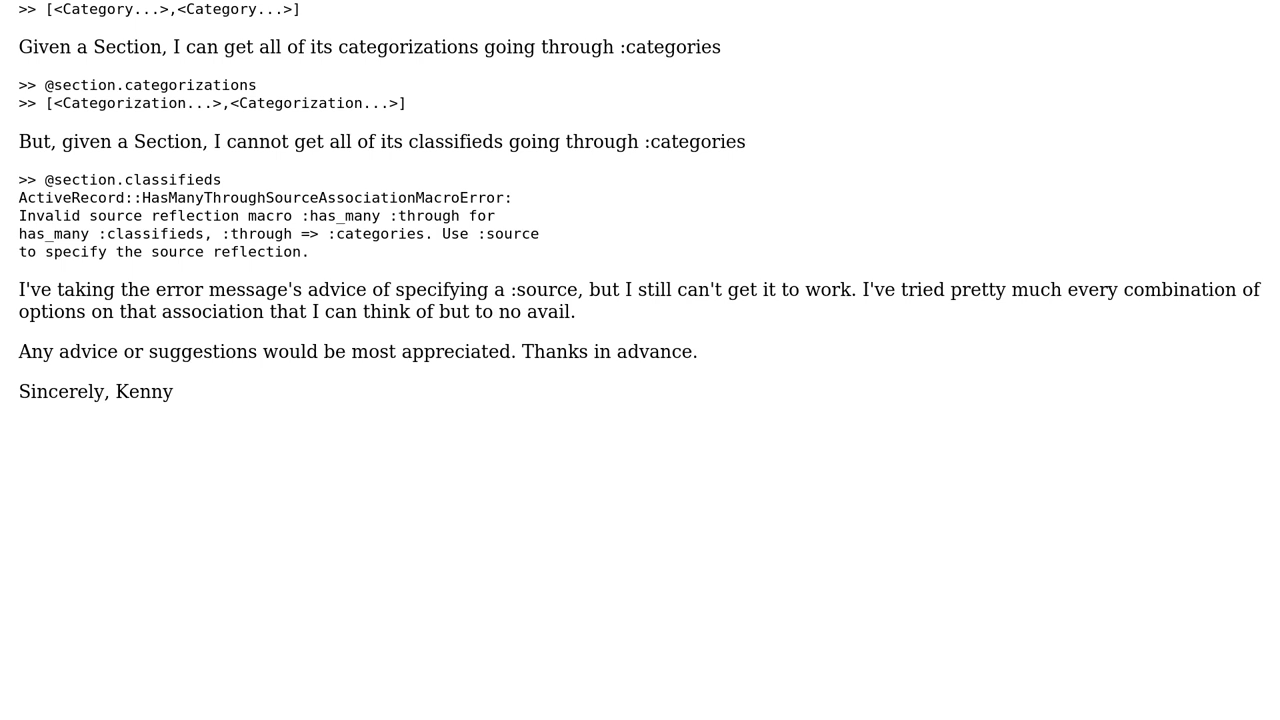 >> [<Category...>,<Category...>]
Given a Section, I can get all of its categorizations going through :categories
>> @section.categorizations
>> [<Categorization...>,<Categorization...>]
But, given a Section, I cannot get all of its classifieds going through :categories
>> @section.classifieds
ActiveRecord::HasManyThroughSourceAssociationMacroError:
Invalid source reflection macro :has_many :through for
has_many :classifieds, :through => :categories. Use :source
to specify the source reflection.
I've taking the error message's advice of specifying a :source, but I still can't get it to work. I've tried pretty much every combination of
options on that association that I can think of but to no avail.
Any advice or suggestions would be most appreciated. Thanks in advance.
Sincerely, Kenny